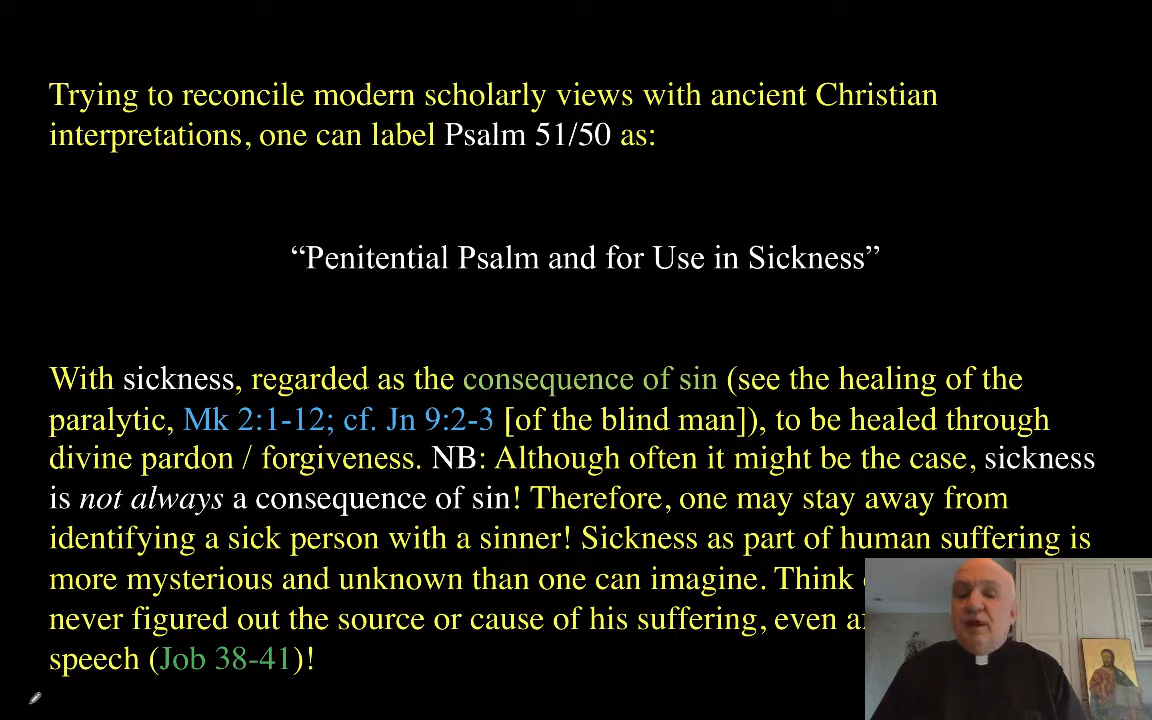 Trying to reconcile modern scholarly views with ancient Christian
interpretations, one can label Psalm 51/50 as:
“Penitential Psalm and for Use in Sickness”
With sickness, regarded as the consequence of sin (see the healing of the
paralytic, Mk 2:1-12; cf. Jn 9:2-3 [of the blind man]), to be healed through
divine pardon / forgiveness. NB: Although often it might be the case, sickness
is not always a consequence of sin! Therefore, one may stay away from
identifying a sick person with a sinner! Sickness as part of human suffering is
more mysterious and unknown than one can imagine. Think
never figured out the source or cause of his suffering, even
speech (Job 38-41)!